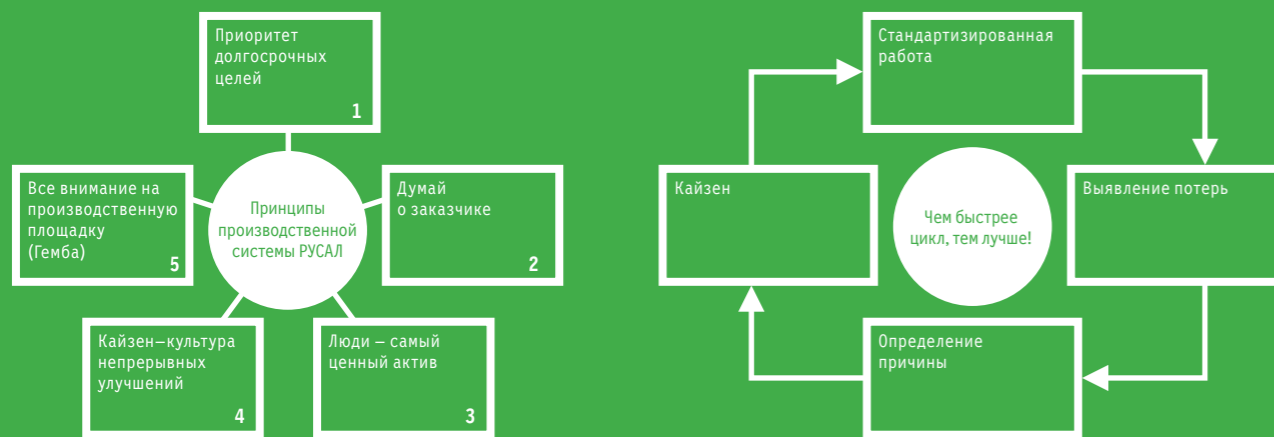 Приоритет
долгосрочных
целей
1
Думай
о заказчике
2
Люди – самый
ценный актив
3
Кайзен–культура
непрерывных
улучшений
4
Все внимание на
производственную
площадку
(Гемба)
5
Принципы
производственной
системы РУСАЛ
Стандартизированная
работа
Выявление потерь
Определение
причины
Кайзен
Чем быстрее
цикл, тем лучше!